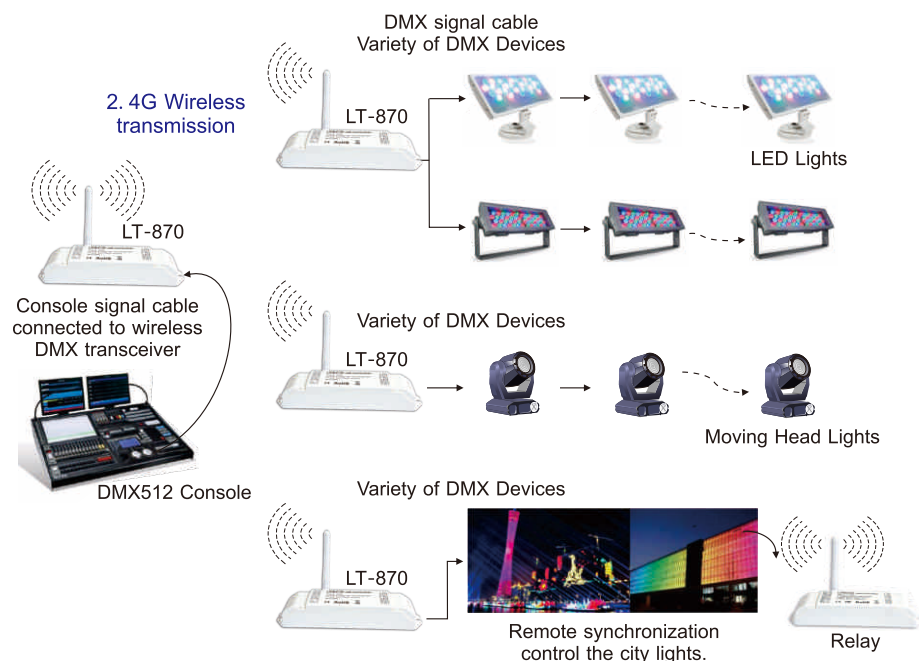 DMX signal cable
Variety of DMX Devices
2. 4G Wireless
transmission
LT-870
LED Lights
LT-870
Console signal cable
connected to wireless
DMX transceiver
Variety of DMX Devices
LT-870
Moving Head Lights
DMX512 Console
Variety of DMX Devices
LT-870
Remote synchronization
control the city lights.
Relay